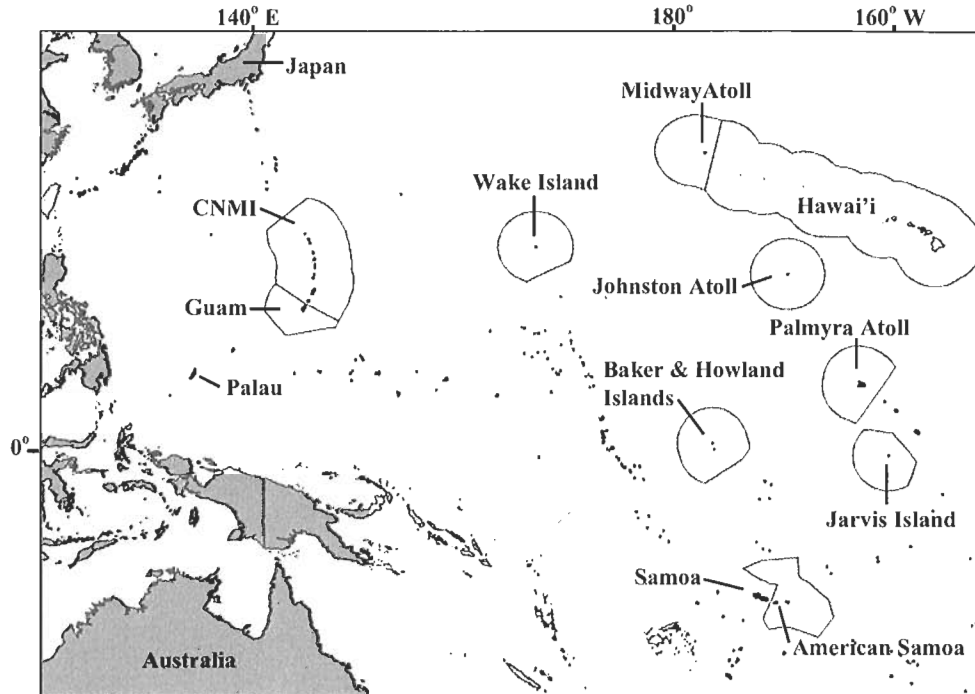 140° E
180°
160° W
Japan
MidwayAtoll
Wake Island
CNMI
Hawai'i
Johnston Atoll
Guam
Palmyra Atoll
Palau
Baker & Howland
Islands
0°
Jarvis Island
Samoa
American Samoa
Australia